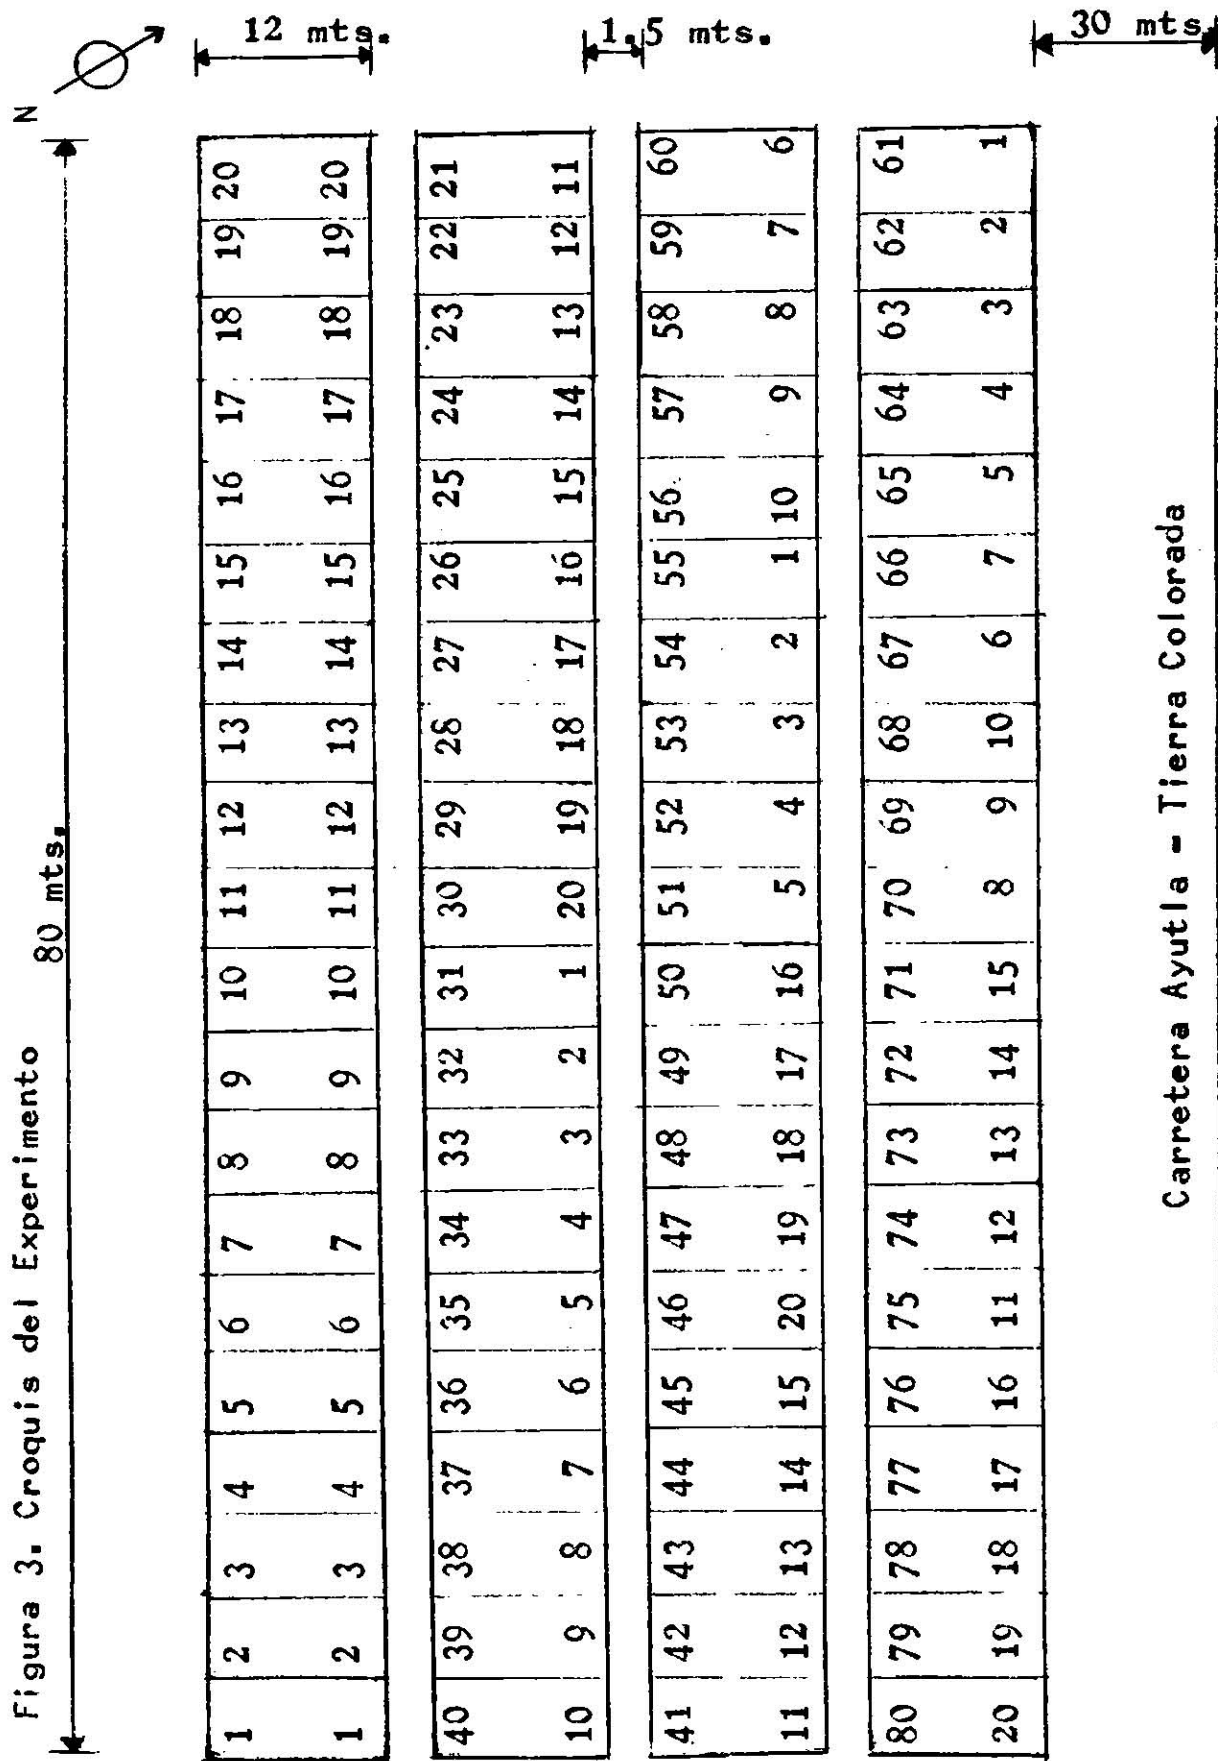 Figura 3. Croquis del Experimento
80 mts.
N
12 mts.
1 2 3 4 5 6 7 8 9 10 11 12 13 14 15 16 17 18 19 20
1 2 3 4 5 6 7 8 9 10 11 12 13 14 15 16 17 18 19 20
40 39 38 37 36 35 34 33 32 31 30 29 28 27 26 25 24 23 22 21
10 9 8 7 6 5 4 3 2 1 20 19 18 17 16 15 14 13 12 11
1.5 mts.
41 42 43 44 45 46 47 48 49 50 51 52 53 54 55 56 57 58 59 60
11 12 13 14 15 20 19 18 17 16 5 4 3 2 1 10 9 8 7 6
80 79 78 77 76 75 74 73 72 71 70 69 68 67 66 65 64 63 62 61
20 19 18 17 16 11 12 13 14 15 8 9 10 6 7 5 4 3 2 1
30 mts.
Carretera Ayutla - Tierra Colorada